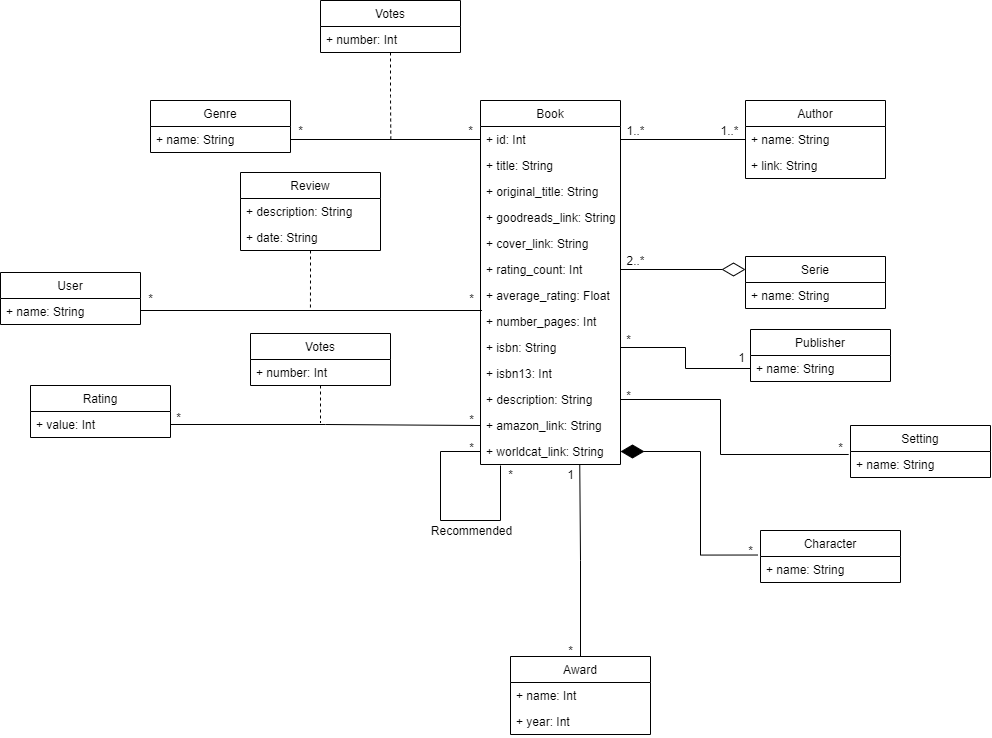 Votes
+ number: Int
Genre
+ name: String
*
*
Book
+ id: Int
+ title: String
+ original_title: String
+ goodreads_link: String
+ cover_link: String
+ rating_count: Int
+ average_rating: Float
+ number_pages: Int
+ isbn: String
+ isbn13: Int
+ description: String
+ amazon_link: String
+ worldcat_link: String
1..*
1..*
Author
+ name: String
+ link: String
Review
+ description: String
+ date: String
User
+ name: String
*
*
2..*
Serie
+ name: String
Votes
+ number: Int
*
1
Publisher
+ name: String
Rating
+ value: Int
*
*
*
*
Setting
+ name: String
*
*
Recommended
1
*
Character
+ name: String
*
Award
+ name: Int
+ year: Int